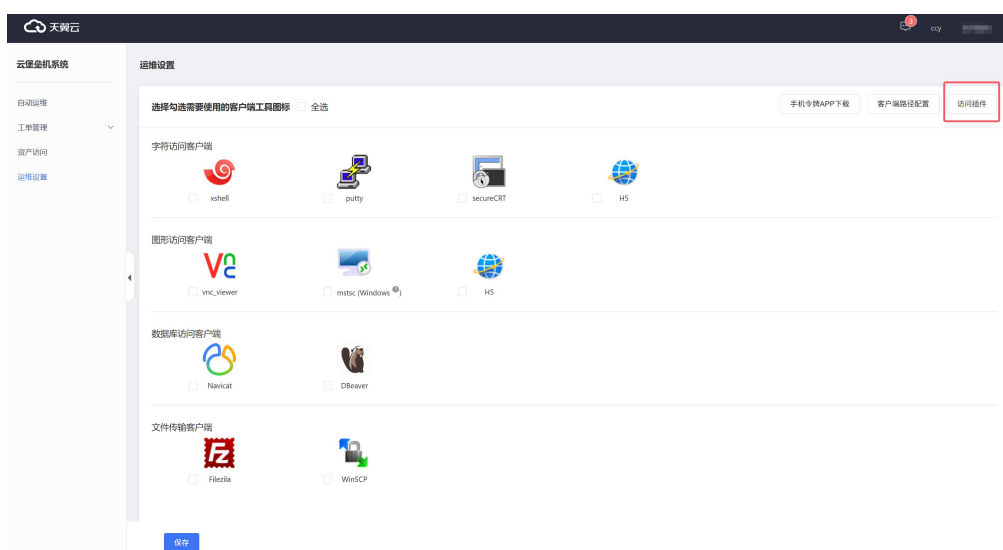 天翼云
3
ccy
云堡垒机系统
运维设置
自动运维
工单管理
资产访问
运维设置
选择勾选需要使用的客户端工具图标 全选
手机令牌APP下载 客户端路径配置 访问插件
字符访问客户端
xshell putty secureCRT H5
图形访问客户端
vnc_viewer mstsc (Windows ) H5
数据库访问客户端
Navicat DBeaver
文件传输客户端
Filezila WinSCP
保存